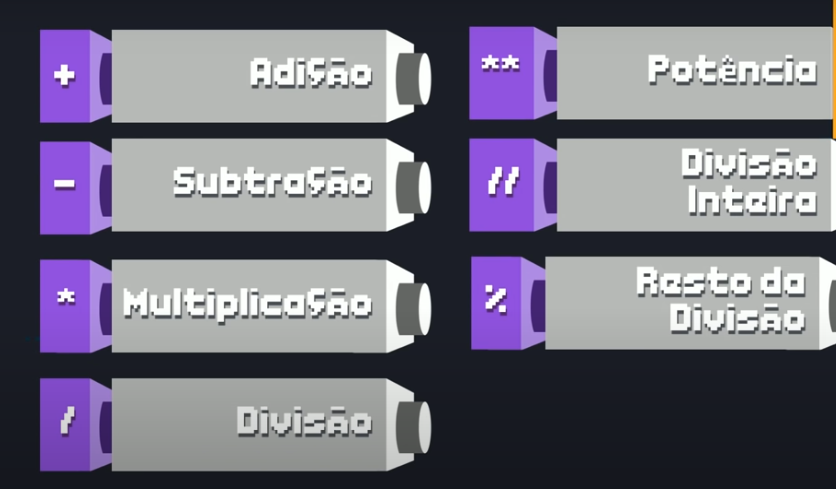 + Adição
- Subtração
* Multiplicação
/ Divisão
** Potência
// Divisão
Inteira
% Resto da
Divisão